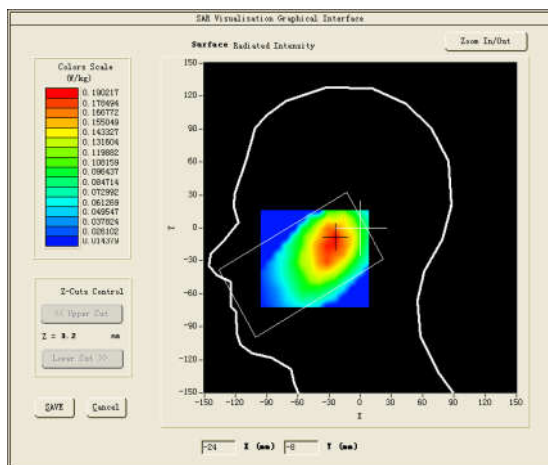 SAR Visualisation Graphical Interface
Surface Radiated Intensity
Zoom In/Out
Colors Scale
(W/kg)
0.190217
0.178494
0.166772
0.155049
0.143327
0.131604
0.119882
0.108159
0.096437
0.084714
0.072992
0.061269
0.049547
0.037824
0.026102
0.014379
Z-Cuts Control
<< Upper Cut
Z = 3.2 mm
Lower Cut >>
SAVE
Cancel
150
120
90
60
30
0
-30
-60
-90
-120
-150
Y
-150 -120 -90 -60 -30 0 30 60 90 120 150
X
-24 X (mm) -8 Y (mm)